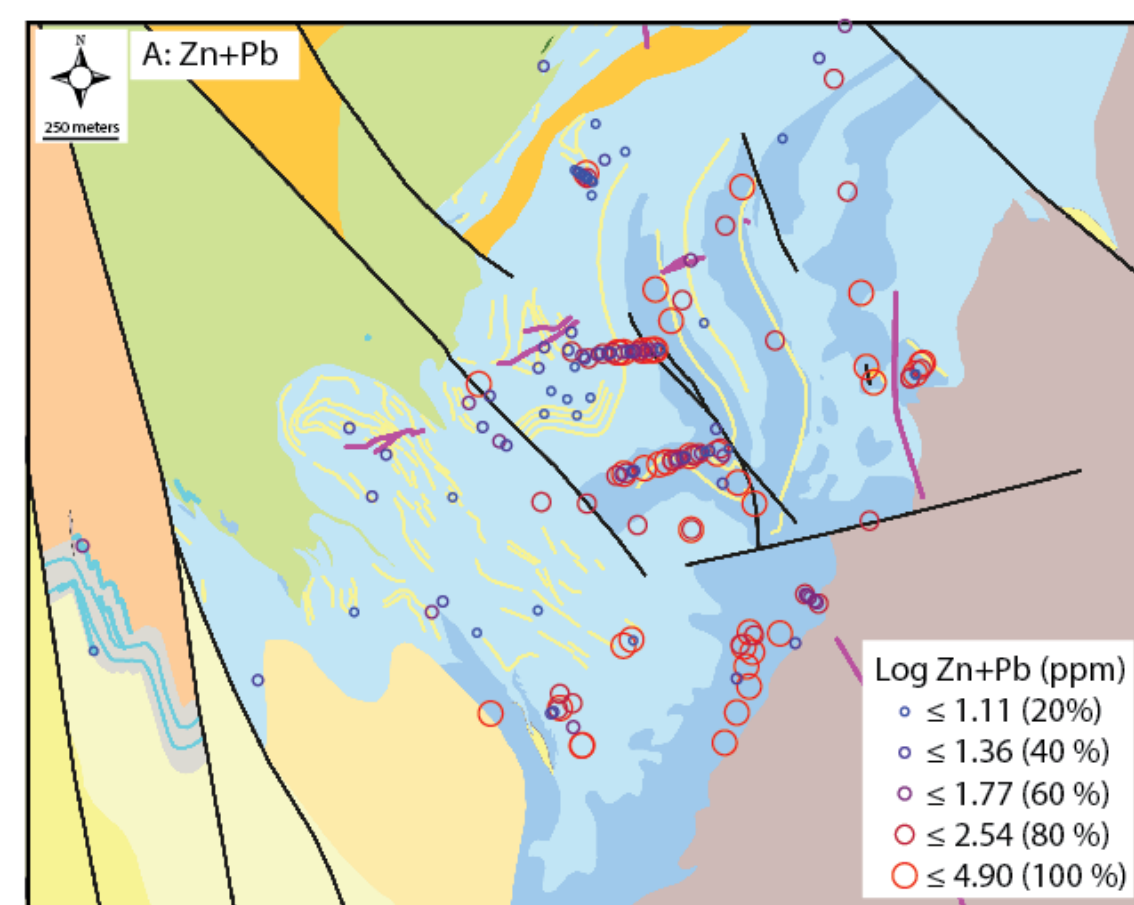 N
A: Zn+Pb
250 meters
Log Zn+Pb (ppm)
≤ 1.11 (20%)
≤ 1.36 (40 %)
≤ 1.77 (60 %)
≤ 2.54 (80 %)
≤ 4.90 (100 %)